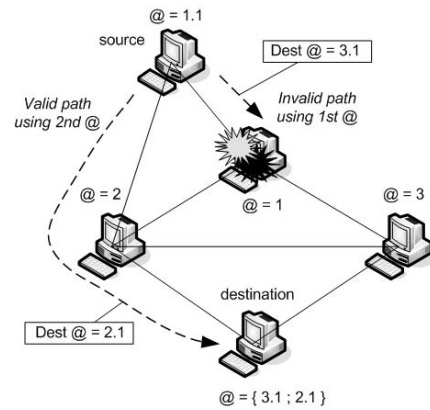 @ = 1.1
source
Dest @ = 3.1
Valid path
using 2nd @
Invalid path
using 1st @
@ = 2
@ = 1
@ = 3
destination
Dest @ = 2.1
@ = { 3.1 ; 2.1 }